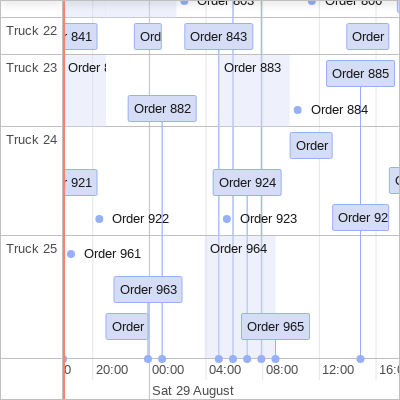 Truck 22
841
Ord
Order 843
Order
Truck 23
Order
Order 883
Order 885
Order 882
Order 884
Truck 24
Order
921
Order 924
Order 922
Order 923
Order 92
Truck 25
Order 961
Order 964
Order 963
Order
Order 965
20:00
00:00
04:00
08:00
12:00
Sat 29 August